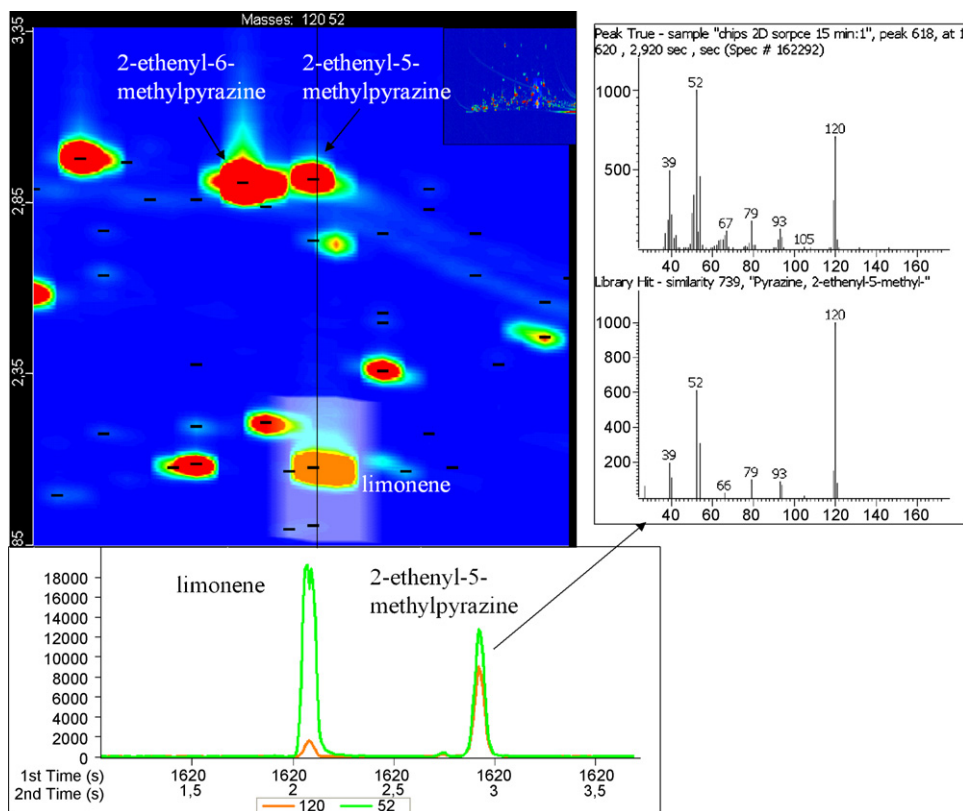 Masses: 120 52
3,35
2,85
2,35
,85
2-ethenyl-6-
methylpyrazine
2-ethenyl-5-
methylpyrazine
limonene
Peak True - sample "chips 2D sorpce 15 min:1", peak 618, at 1
620 , 2,920 sec , sec (Spec # 162292)
1000
500
52
120
39
67
79
93
105
40 60 80 100 120 140 160
Library Hit - similarity 739, "Pyrazine, 2-ethenyl-5-methyl-"
1000
800
600
400
200
120
52
39
66
79
93
40 60 80 100 120 140 160
18000
16000
14000
12000
10000
8000
6000
4000
2000
0
limonene
2-ethenyl-5-
methylpyrazine
1st Time (s) 1620 1620 1620 1620 1620
2nd Time (s) 1,5 2 2,5 3 3,5
120 52